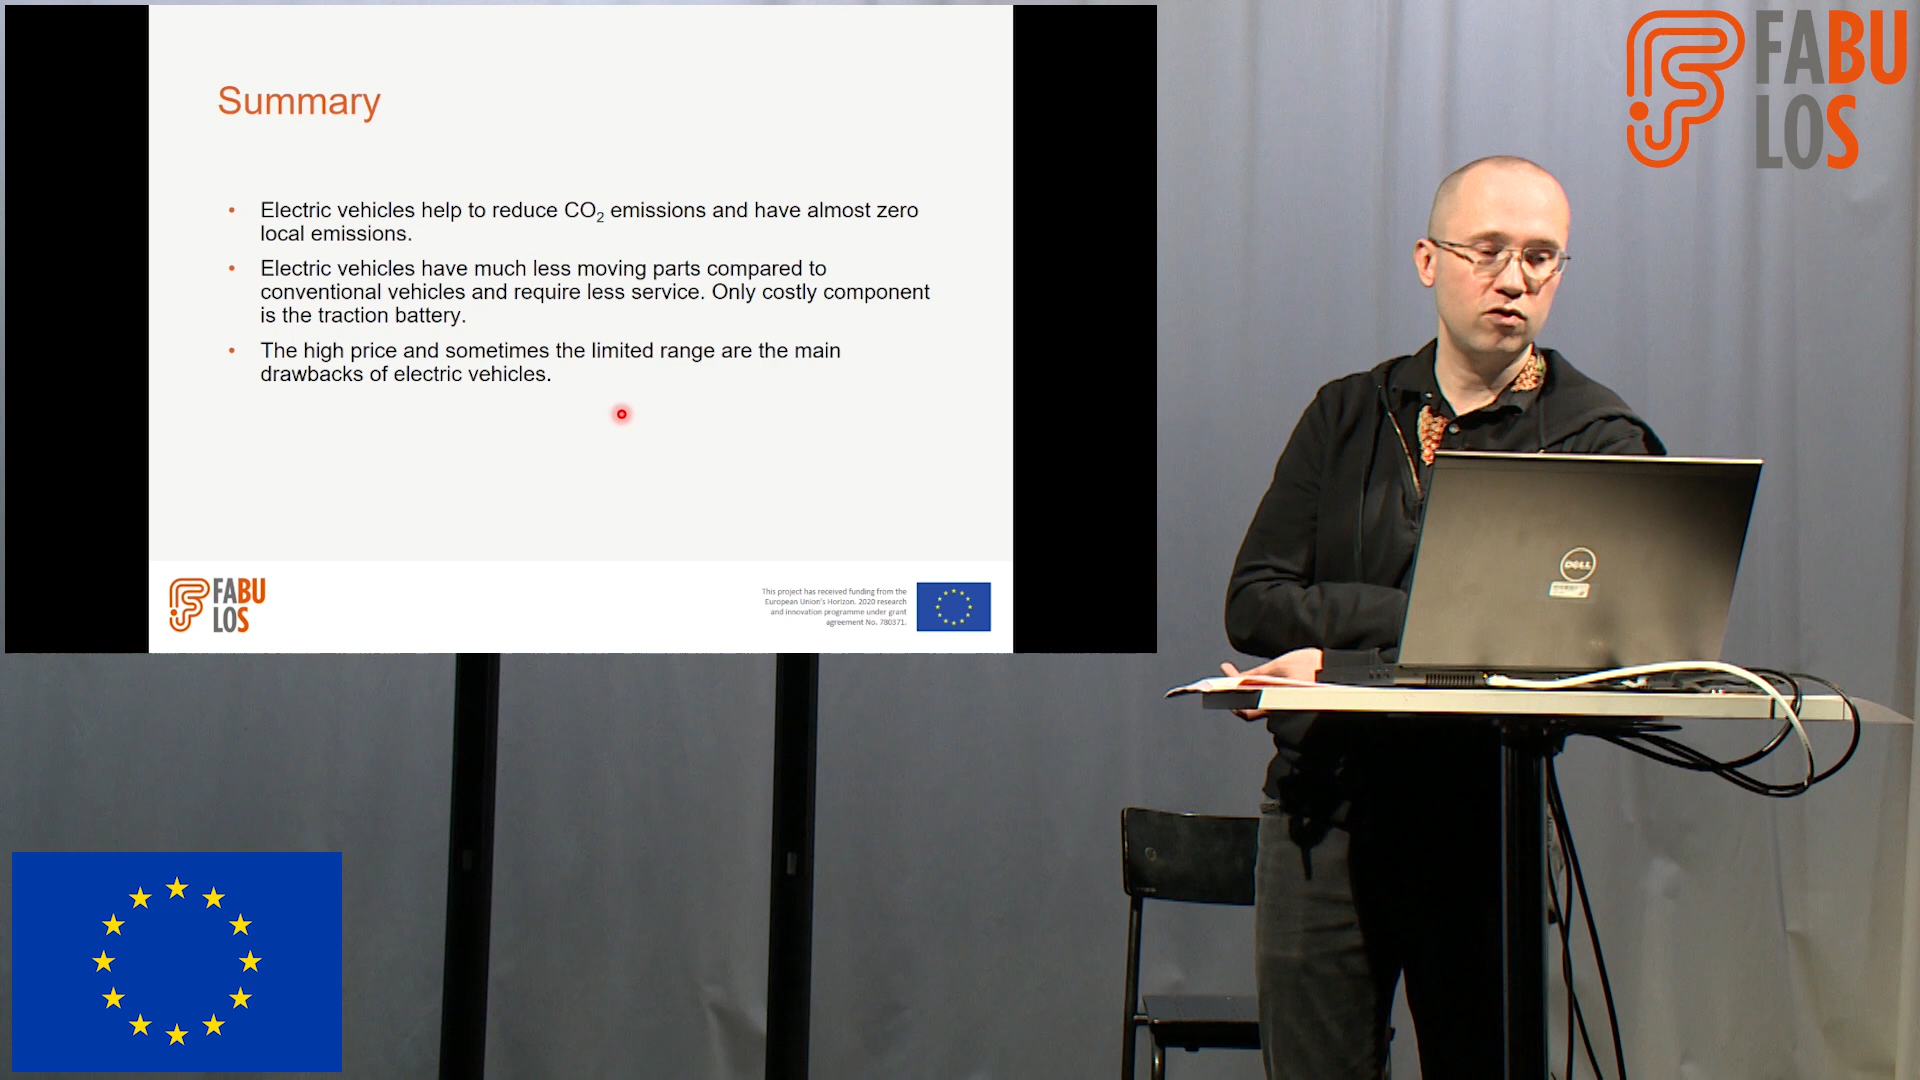 Summary
• Electric vehicles help to reduce CO₂ emissions and have almost zero
local emissions.
• Electric vehicles have much less moving parts compared to
conventional vehicles and require less service. Only costly component
is the traction battery.
• The high price and sometimes the limited range are the main
drawbacks of electric vehicles.
FABU
LOS
This project has received funding from the
European Union's Horizon. 2020 research
and innovation programme under grant
agreement No. 780371.
FABU
LOS
DELL